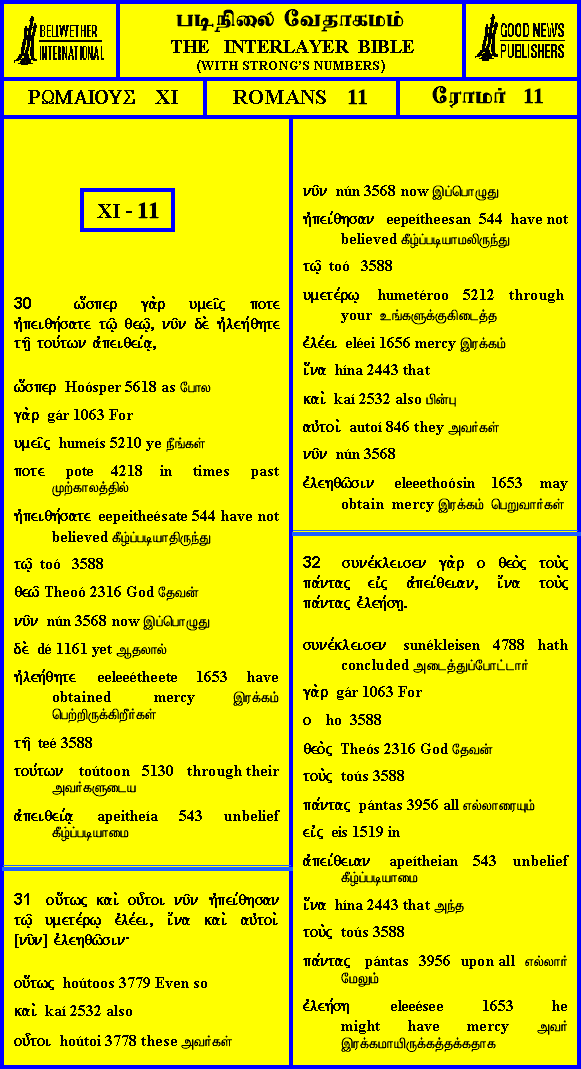 BELLWETHER
INTERNATIONAL
படிநிலை வேதாகமம்
THE INTERLAYER BIBLE
(WITH STRONG'S NUMBERS)
GOOD NEWS
PUBLISHERS
ΡΩΜΑΙΟΥΣ XI
ROMANS 11
ரோமர் 11
XI - 11
30 ὥσπερ γὰρ υμεῖς ποτε
ἠπειθήσατε τῷ θεῷ, νῦν δὲ ἠλεήθητε
τῇ τούτων ἀπειθείᾳ,
ὥσπερ Hoósper 5618 as போல
γὰρ gár 1063 For
υμεῖς humeís 5210 ye நீங்கள்
ποτε pote 4218 in times past
முற்காலத்தில்
ἠπειθήσατε eepeitheésate 544 have not
believed கீழ்ப்படியாதிருந்து
τῷ toó 3588
θεῷ Theoó 2316 God தேவன்
νῦν nún 3568 now இப்பொழுது
δὲ dé 1161 yet ஆதலால்
ἠλεήθητε eeleeétheete 1653 have
obtained mercy இரக்கம்
பெற்றிருக்கிறீர்கள்
τῇ teé 3588
τούτων toútoon 5130 through their
அவர்களுடைய
ἀπειθείᾳ apeitheía 543 unbelief
கீழ்ப்படியாமை
31 οὕτως καὶ οὗτοι νῦν ἠπείθησαν
τῷ υμετέρῳ ἐλέει, ἵνα καὶ αὐτοὶ
[νῦν] ἐλεηθῶσιν·
οὕτως hoútoos 3779 Even so
καὶ kaí 2532 also
οὗτοι hoútoi 3778 these அவர்கள்
νῦν nún 3568 now இப்பொழுது
ἠπείθησαν eepeítheesan 544 have not
believed கீழ்ப்படியாமலிருந்து
τῷ toó 3588
υμετέρῳ humetéroo 5212 through
your உங்களுக்குகிடைத்த
ἐλέει eléei 1656 mercy இரக்கம்
ἵνα hína 2443 that
καὶ kaí 2532 also பின்பு
αὐτοὶ autoí 846 they அவர்கள்
νῦν nún 3568
ἐλεηθῶσιν eleeethoósin 1653 may
obtain mercy இரக்கம் பெறுவார்கள்
32 συνέκλεισεν γὰρ ο θεὸς τοὺς
πάντας εἰς ἀπείθειαν, ἵνα τοὺς
πάντας ἐλεήσῃ.
συνέκλεισεν sunékleisen 4788 hath
concluded அடைத்துப்போட்டார்
γὰρ gár 1063 For
ο ho 3588
θεὸς Theós 2316 God தேவன்
τοὺς toús 3588
πάντας pántas 3956 all எல்லாரையும்
εἰς eis 1519 in
ἀπείθειαν apeítheian 543 unbelief
கீழ்ப்படியாமை
ἵνα hína 2443 that அந்த
τοὺς toús 3588
πάντας pántas 3956 upon all எல்லார்
மேலும்
ἐλεήσῃ eleeésee 1653 he
might have mercy அவர்
இரக்கமாயிருக்கத்தக்கதாக